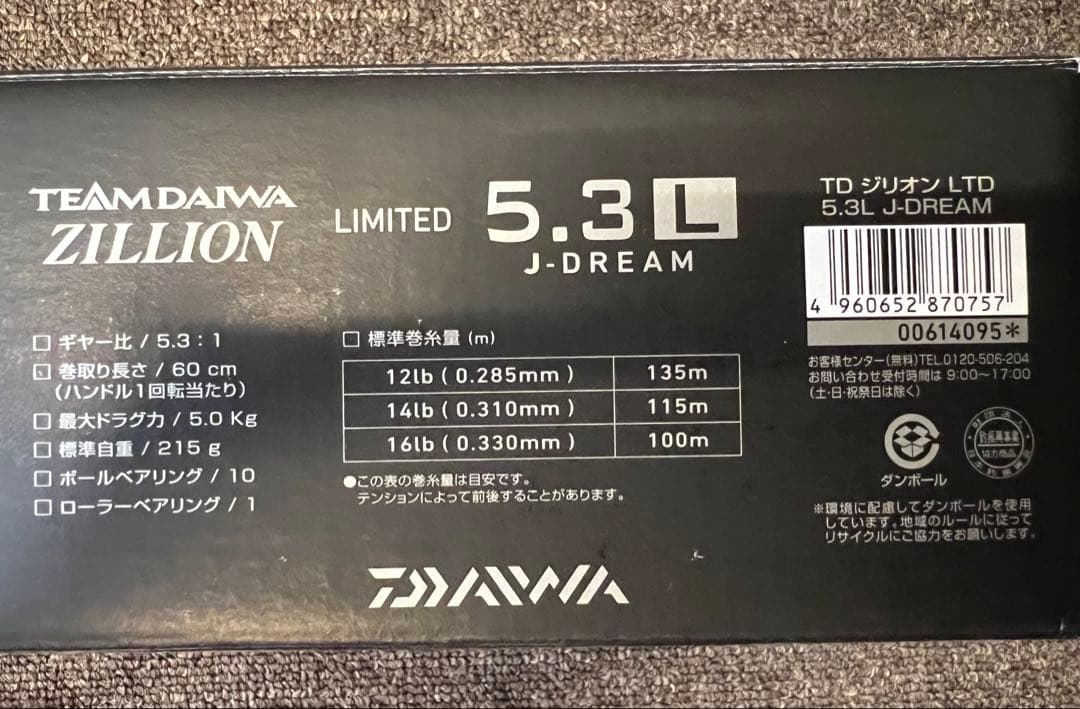 TEAMDAIWA
ZILLION
LIMITED
5.3 L
J-DREAM
TD ジリオン LTD
5.3L J-DREAM
4 960652 870757
00614095*
お客様センター(無料)TEL.0120-506-204
お問い合わせ受付時間は 9:00〜17:00
(土・日・祝祭日は除く)
ダンボール
協力商品
※環境に配慮してダンボールを使用
しています。地域のルールに従って
リサイクルにご協力をお願いします。
□ ギヤー比 / 5.3:1
□ 巻取り長さ / 60 cm
(ハンドル1回転当たり)
□ 最大ドラグ力 / 5.0 Kg
□ 標準自重 / 215 g
□ ボールベアリング / 10
□ ローラーベアリング / 1
□ 標準巻糸量 (m)
12lb ( 0.285mm ) 135m
14lb ( 0.310mm ) 115m
16lb ( 0.330mm ) 100m
●この表の巻糸量は目安です。
テンションによって前後することがあります。
DAIWA